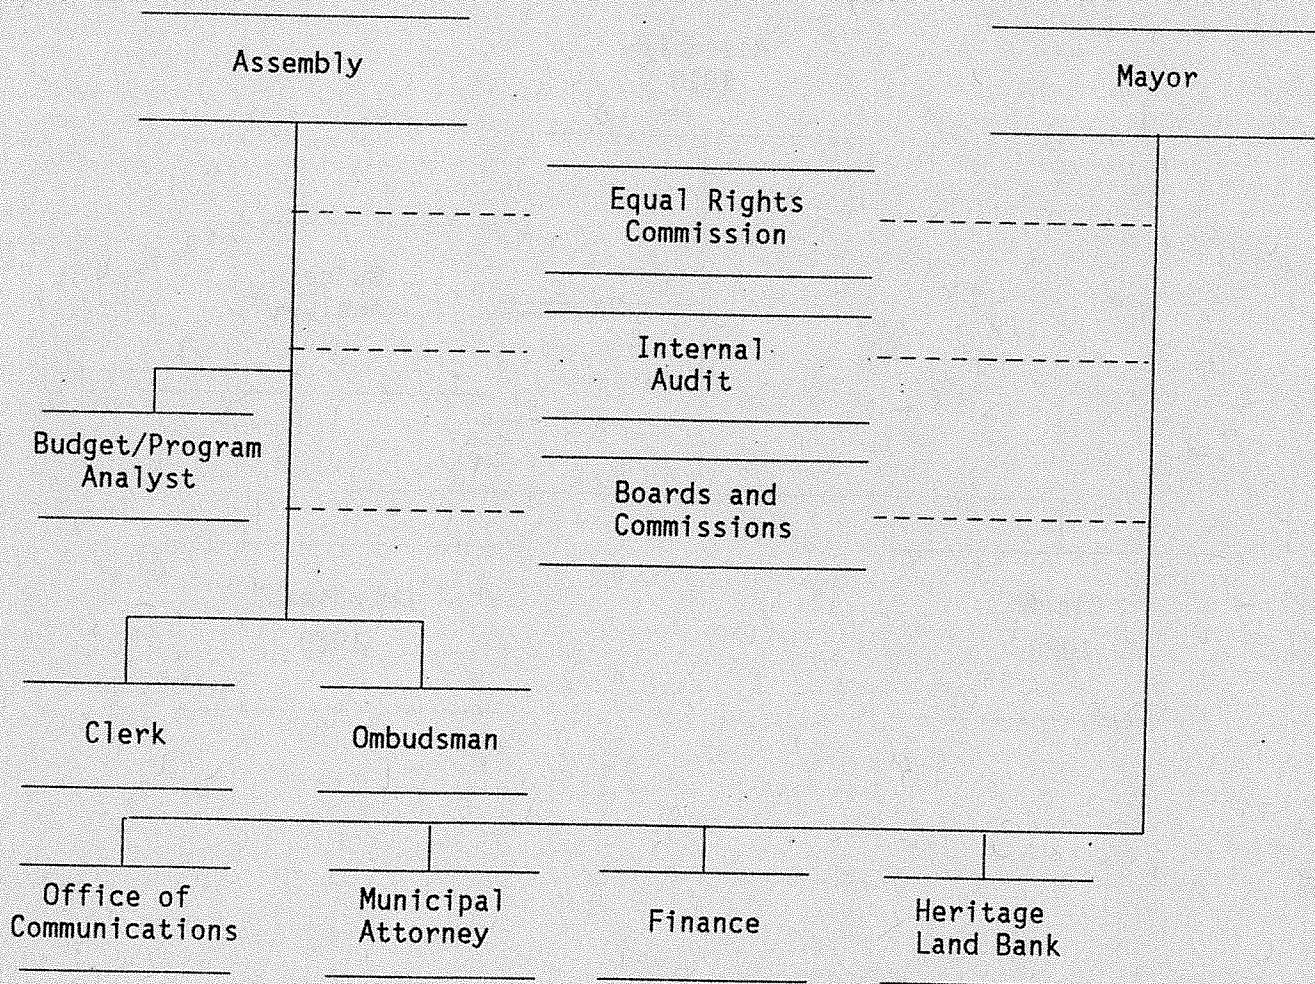 Assembly
Mayor
Equal Rights
Commission
Internal
Audit
Budget/Program
Analyst
Boards and
Commissions
Clerk
Ombudsman
Office of
Communications
Municipal
Attorney
Finance
Heritage
Land Bank